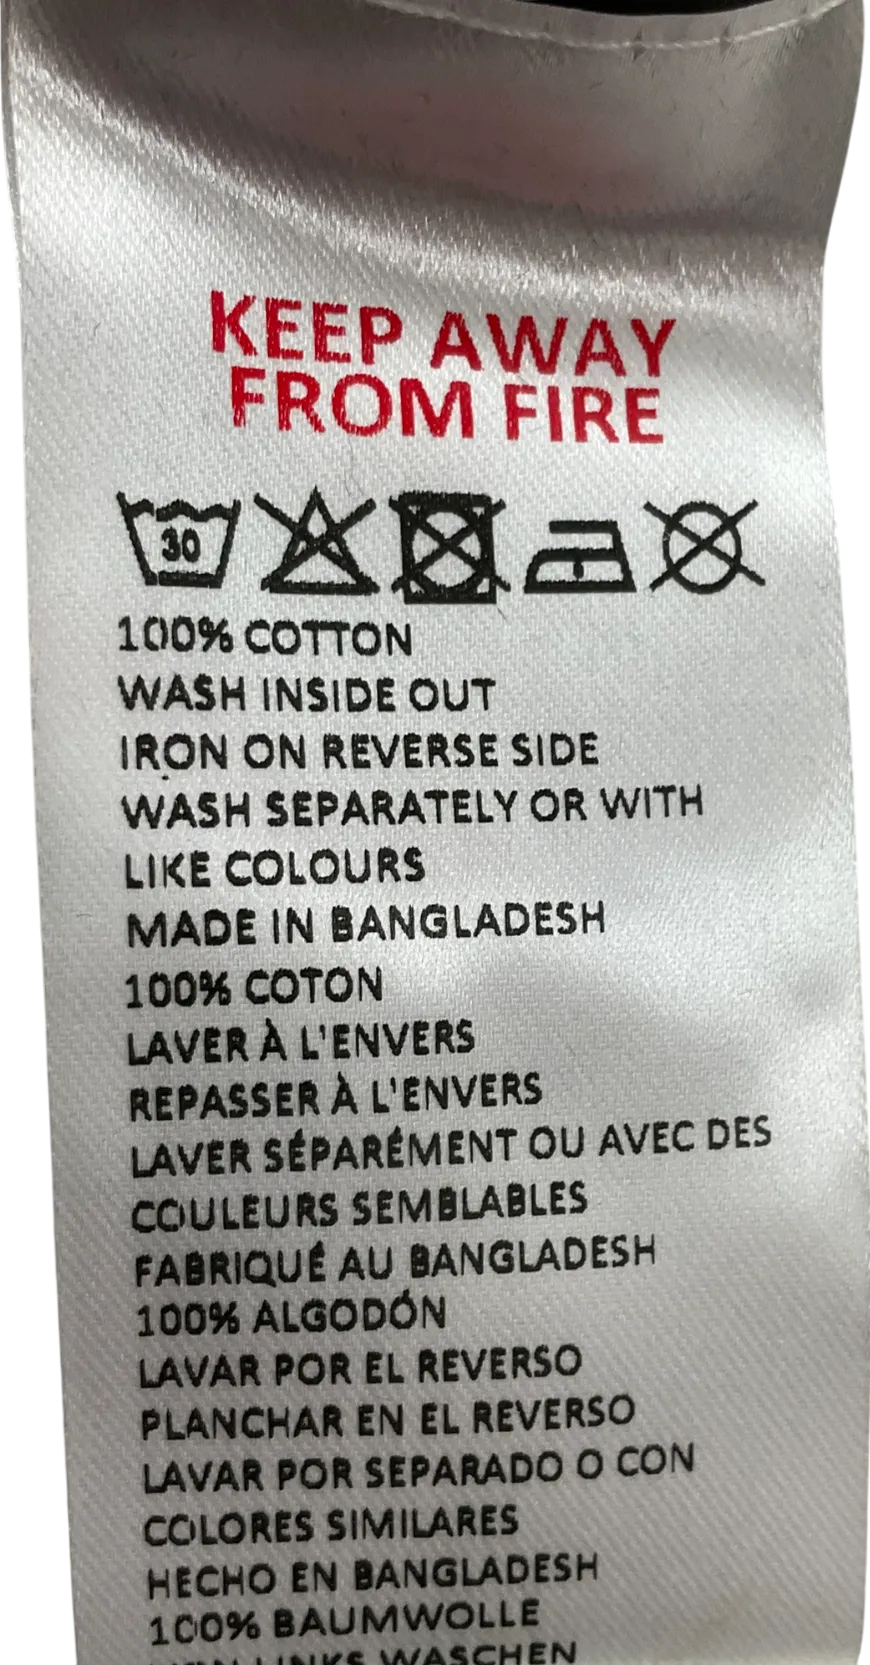 KEEP AWAY
FROM FIRE
30
100% COTTON
WASH INSIDE OUT
IRON ON REVERSE SIDE
WASH SEPARATELY OR WITH
LIKE COLOURS
MADE IN BANGLADESH
100% COTON
LAVER À L'ENVERS
REPASSER À L'ENVERS
LAVER SÉPARÉMENT OU AVEC DES
COULEURS SEMBLABLES
FABRIQUÉ AU BANGLADESH
100% ALGODÓN
LAVAR POR EL REVERSO
PLANCHAR EN EL REVERSO
LAVAR POR SEPARADO O CON
COLORES SIMILARES
HECHO EN BANGLADESH
100% BAUMWOLLE
LINKS WASCHEN